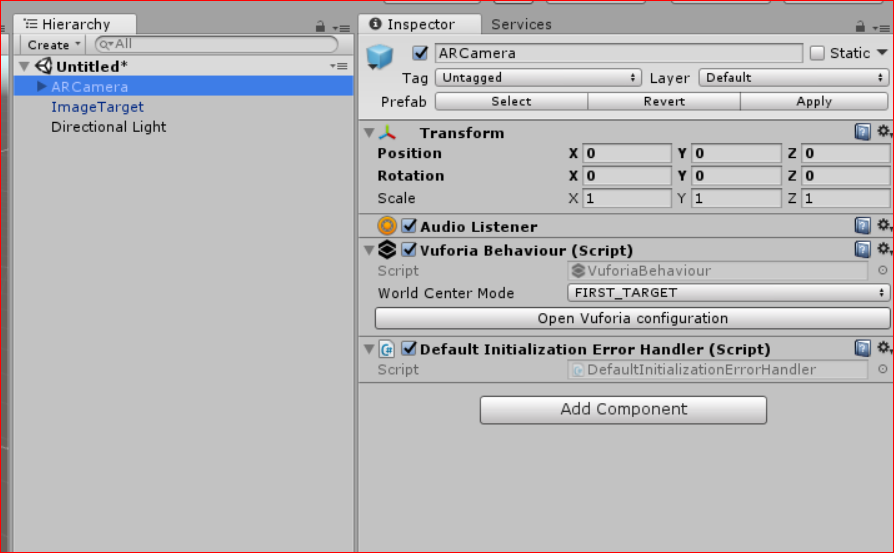 Hierarchy
Create All
Untitled*
ARCamera
ImageTarget
Directional Light
Inspector Services
ARCamera Static
Tag Untagged Layer Default
Prefab Select Revert Apply
Transform
Position X 0 Y 0 Z 0
Rotation X 0 Y 0 Z 0
Scale X 1 Y 1 Z 1
Audio Listener
Vuforia Behaviour (Script)
Script VuforiaBehaviour
World Center Mode FIRST_TARGET
Open Vuforia configuration
C# Default Initialization Error Handler (Script)
Script DefaultInitializationErrorHandler
Add Component